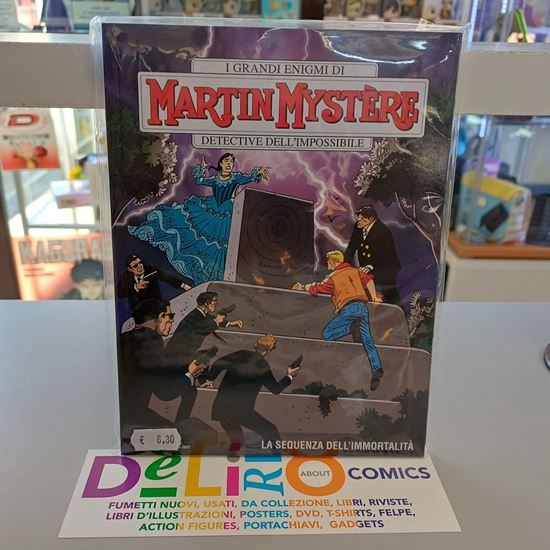 I GRANDI ENIGMI DI
MARTIN MYSTÈRE
DETECTIVE DELL'IMPOSSIBILE
KAGURA
€ 6,30
LA SEQUENZA DELL'IMMORTALITÀ
DeLiRIO ABOUT COMICS
FUMETTI NUOVI, USATI, DA COLLEZIONE, LIBRI, RIVISTE,
LIBRI D'ILLUSTRAZIONI, POSTERS, DVD, T-SHIRTS, FELPE,
ACTION FIGURES, PORTACHIAVI, GADGETS